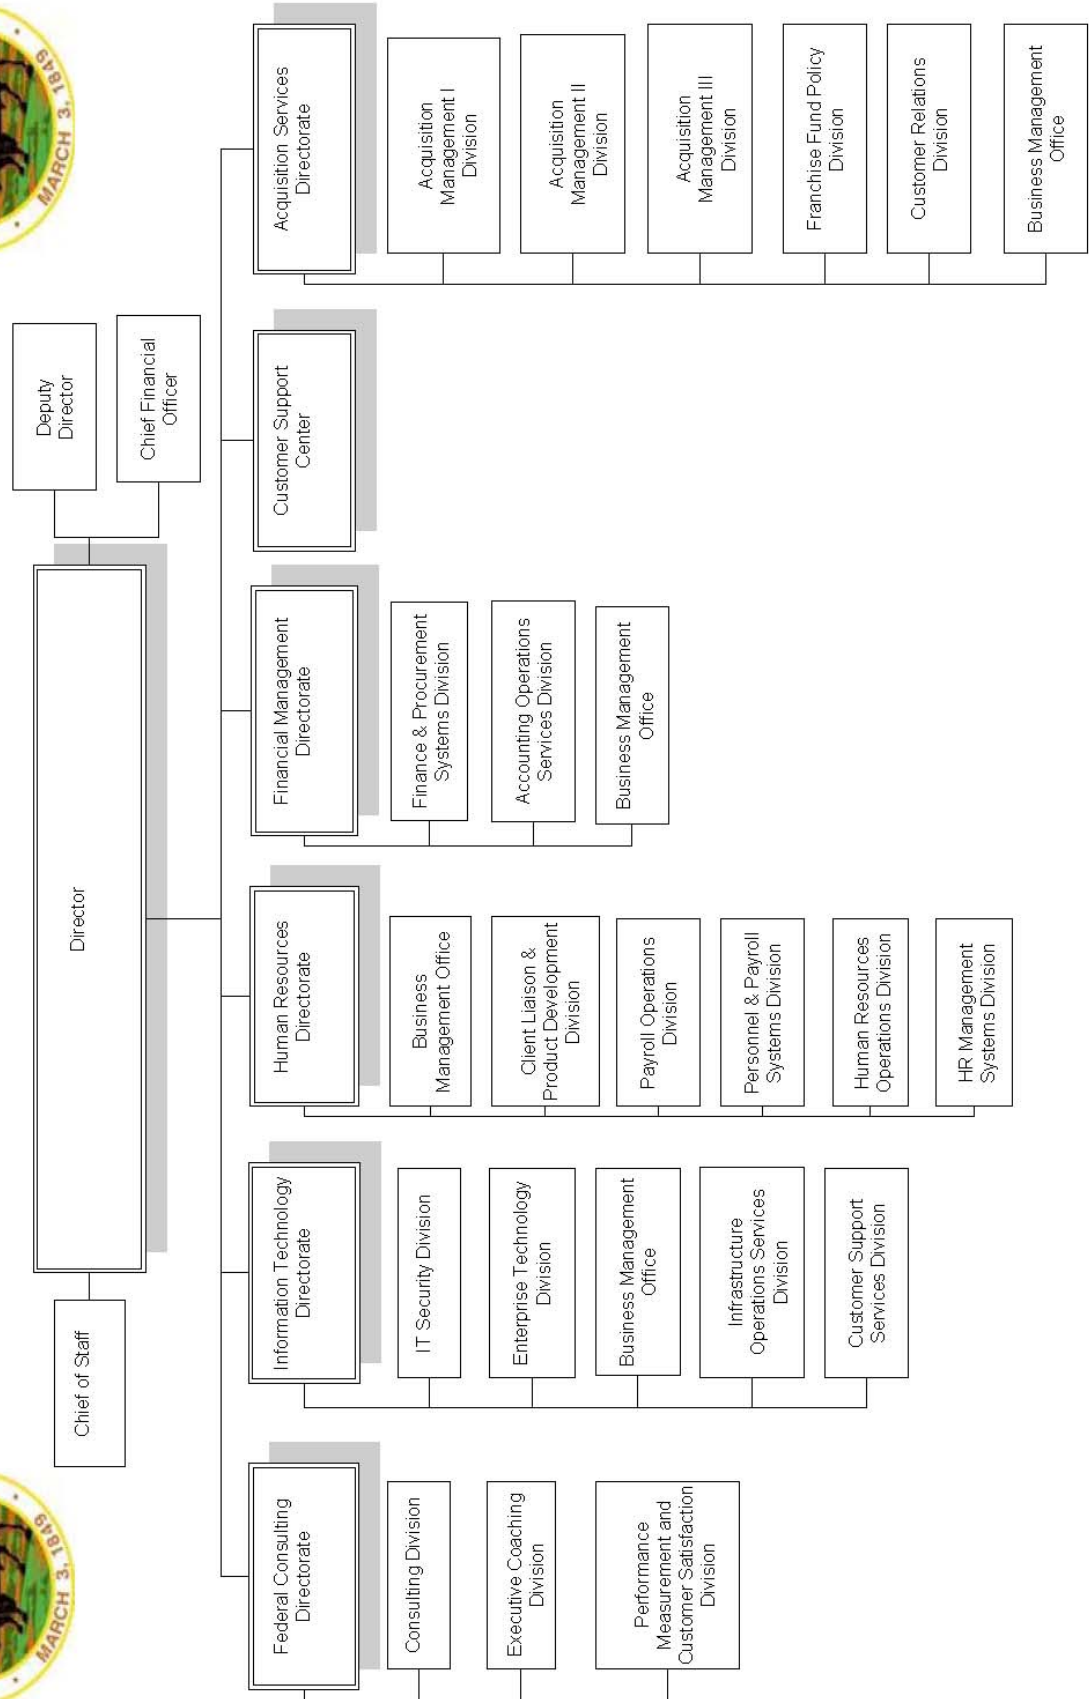 MARCH 3, 1849
MARCH 3, 1849
Chief of Staff
Director
Deputy
Director
Chief Financial
Officer
Federal Consulting
Directorate
Consulting Division
Executive Coaching
Division
Performance
Measurement and
Customer Satisfaction
Division
Information Technology
Directorate
IT Security Division
Enterprise Technology
Division
Business Management
Office
Infrastructure
Operations Services
Division
Customer Support
Services Division
Human Resources
Directorate
Business
Management Office
Client Liaison &
Product Development
Division
Payroll Operations
Division
Personnel & Payroll
Systems Division
Human Resources
Operations Division
HR Management
Systems Division
Financial Management
Directorate
Finance & Procurement
Systems Division
Accounting Operations
Services Division
Business Management
Office
Customer Support
Center
Acquisition Services
Directorate
Acquisition
Management I
Division
Acquisition
Management II
Division
Acquisition
Management III
Division
Franchise Fund Policy
Division
Customer Relations
Division
Business Management
Office